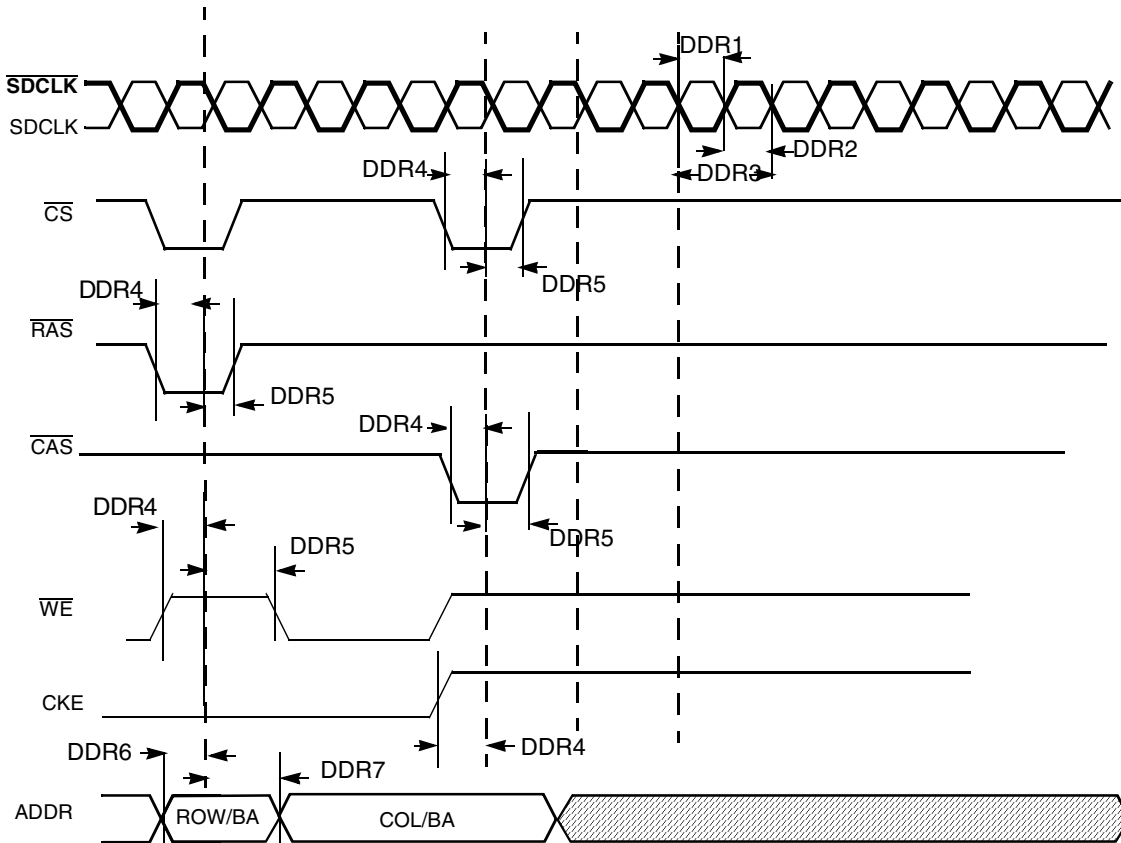 DDR1
SDCLK
SDCLK
DDR2
DDR4
DDR3
CS
DDR5
DDR4
RAS
DDR5
DDR4
CAS
DDR4
DDR5
DDR5
WE
CKE
DDR4
DDR6
DDR7
ADDR
ROW/BA
COL/BA